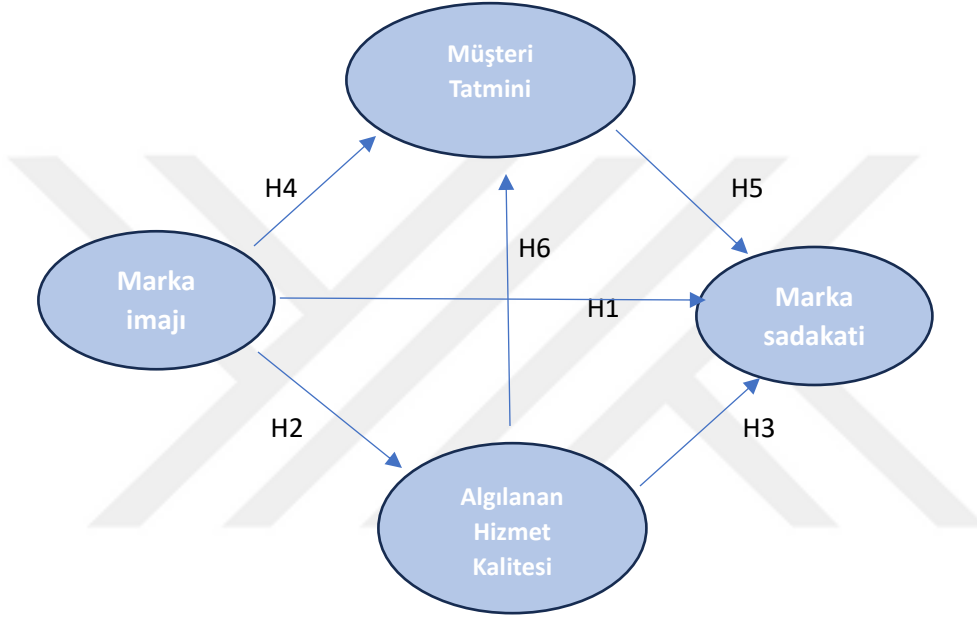 Müşteri
Tatmini
H4
H5
H6
Marka
imajı
H1
Marka
sadakati
H2
H3
Algılanan
Hizmet
Kalitesi